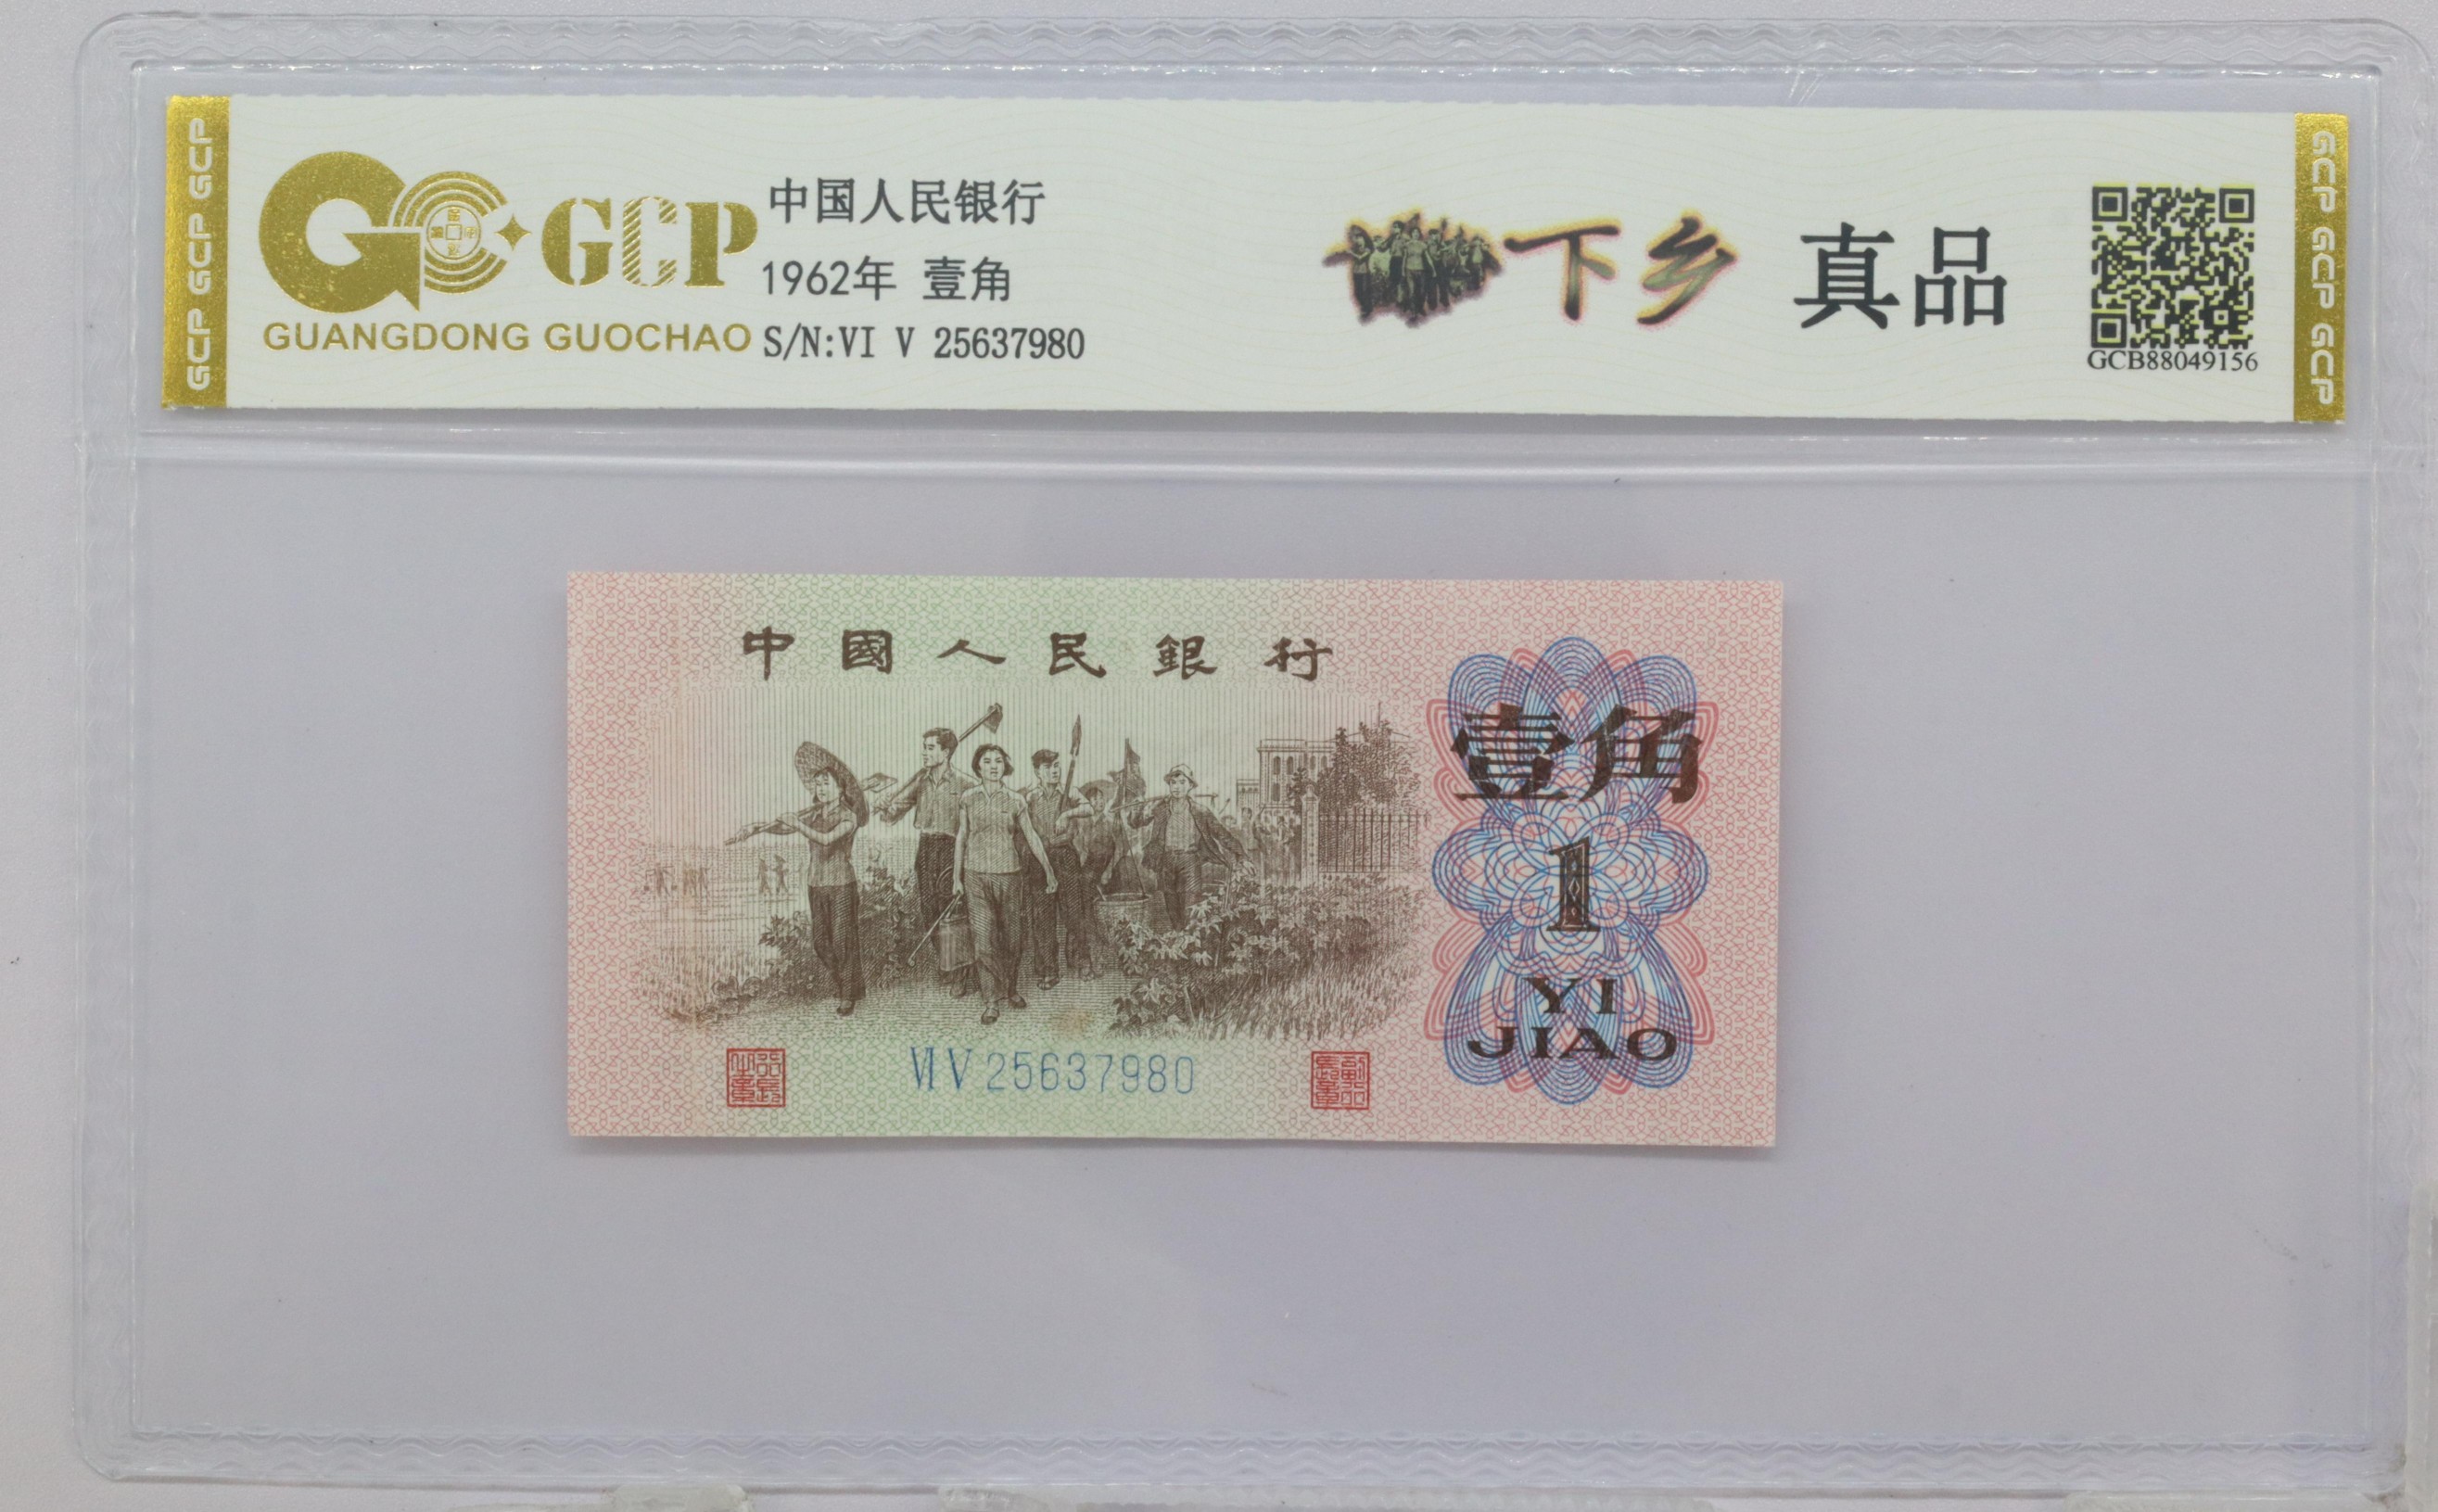 GCP GCP GCP
GCP
GUANGDONG GUOCHAO
中国人民银行
1962年 壹角
S/N:VI V 25637980
下乡 真品
GCB88049156
GCP GCP GCP
中國人民銀行
壹角
1
YI
JIAO
VI V 25637980